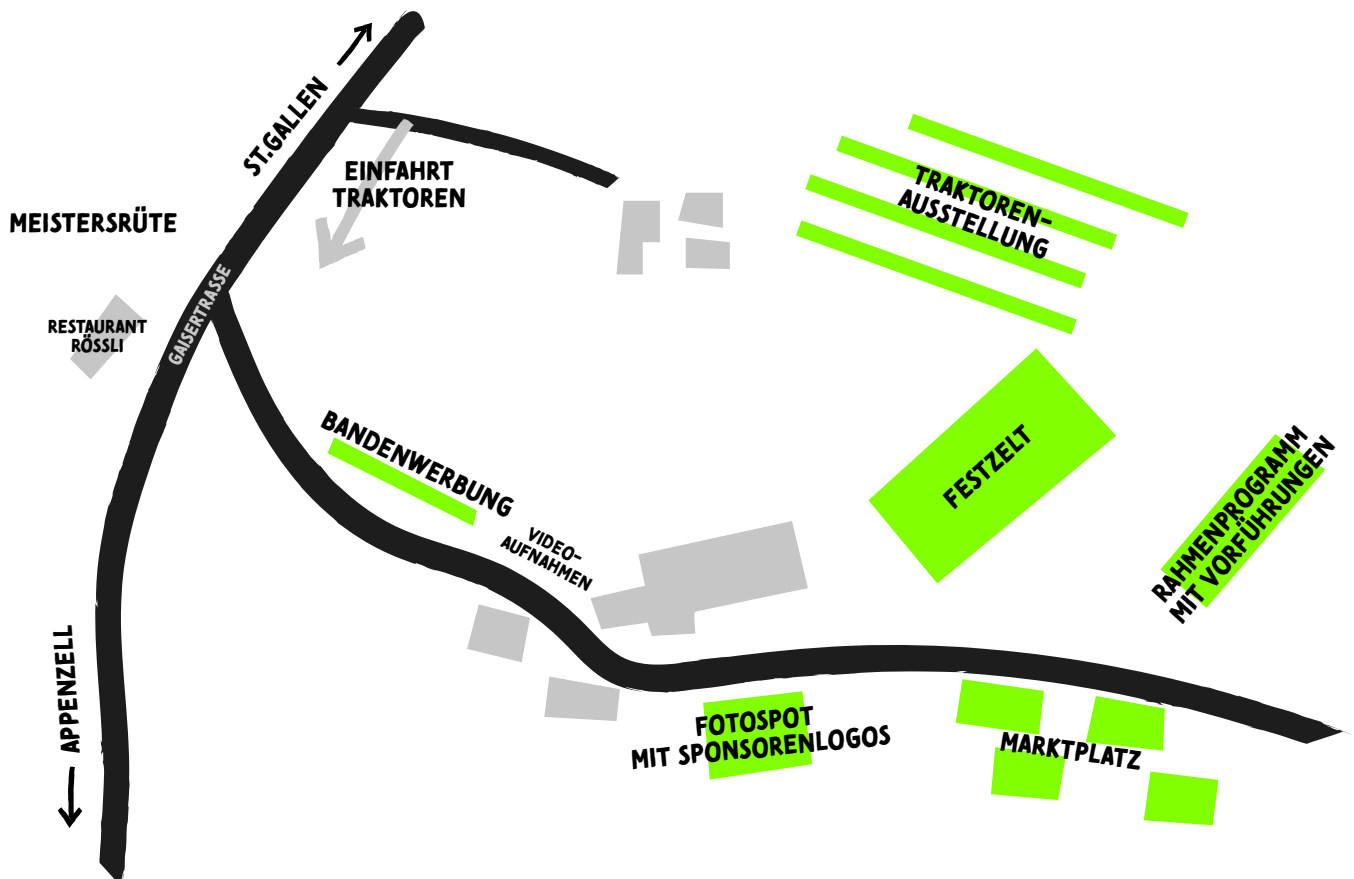 ST.GALLEN
EINFAHRT
TRAKTOREN
MEISTERSRÜTE
TRAKTOREN-
AUSSTELLUNG
GAISERTRASSE
RESTAURANT
RÖSSLI
BANDENWERBUNG
VIDEO-
AUFNAHMEN
FESTZELT
RAHMENPROGRAMM
MIT VORFÜHRUNGEN
APPENZELL
FOTOSPOT
MIT SPONSORENLOGOS
MARKTPLATZ